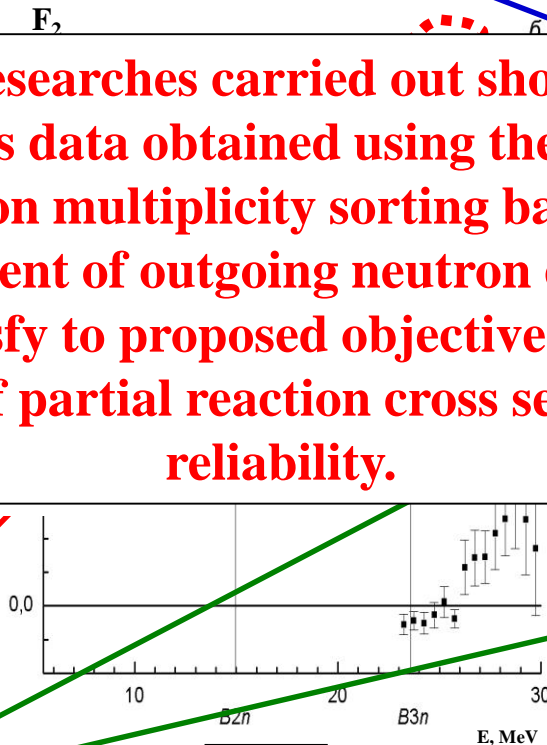 F₂
б
esearches carried out sho
s data obtained using the
on multiplicity sorting ba
ent of outgoing neutron
sfy to proposed objective
f partial reaction cross se
reliability.
0,0
10 20 30
B2n B3n
E, MeV